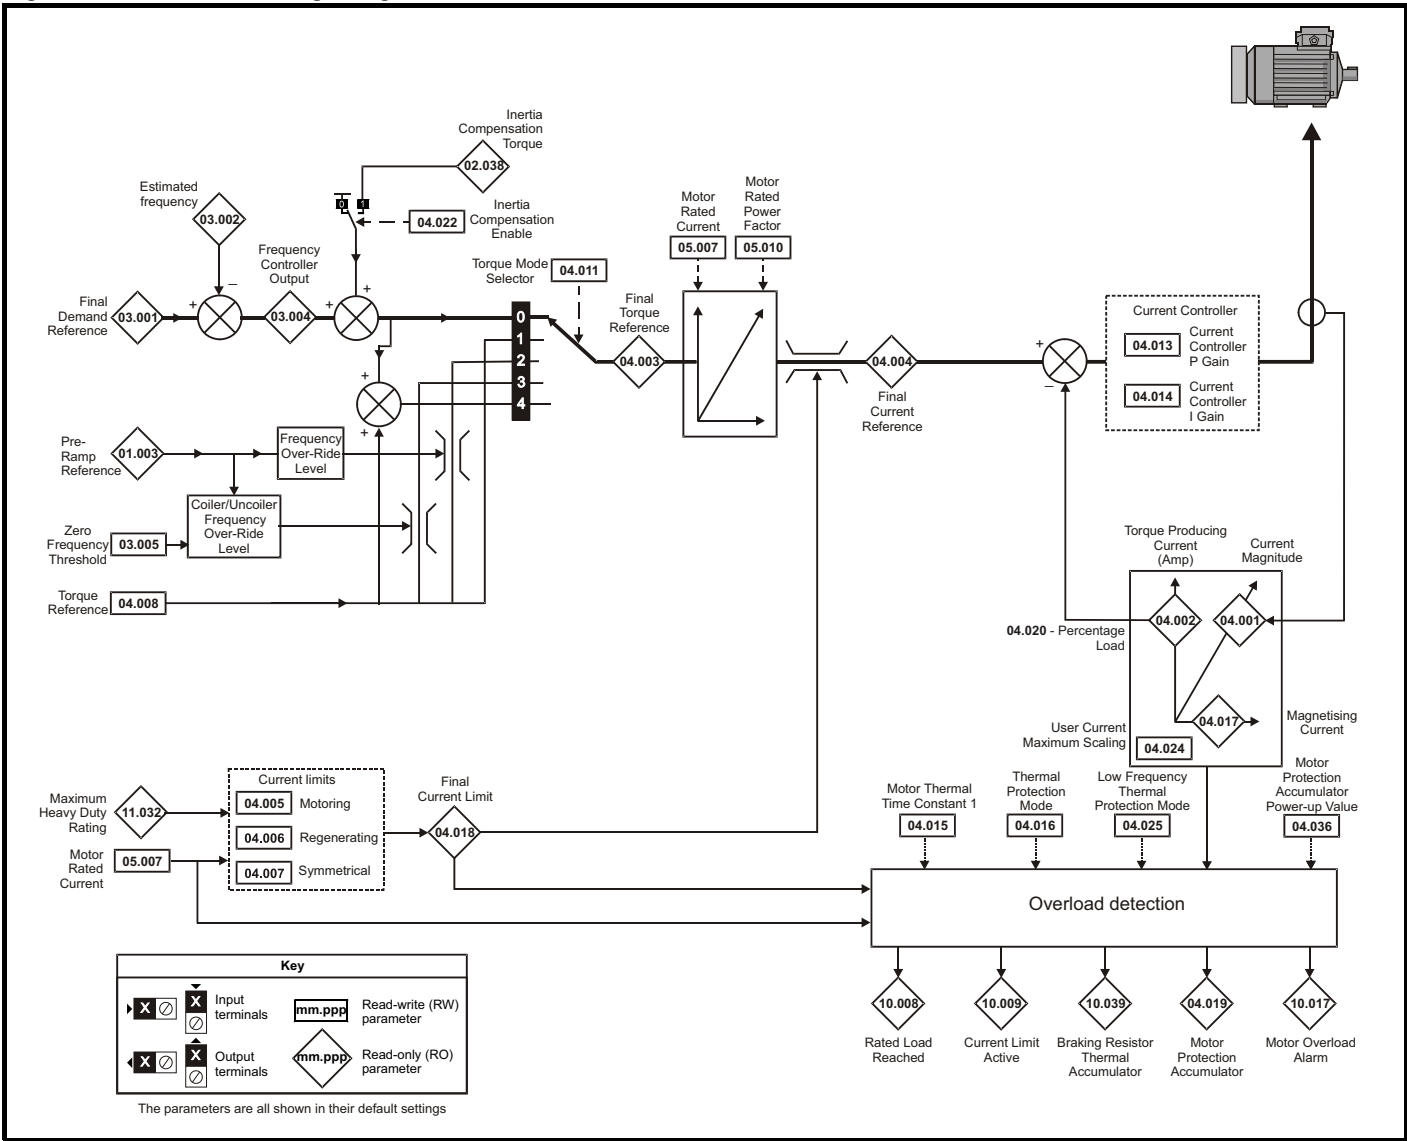 Inertia
Compensation
Torque
02.038
Estimated
frequency
03.002
0
1
04.022
Inertia
Compensation
Enable
Frequency
Controller
Output
Torque Mode
Selector
04.011
Motor
Rated
Current
05.007
Motor
Rated
Power
Factor
05.010
Final
Demand
Reference
03.001
+
–
03.004
+
+
0
1
2
3
4
Final
Torque
Reference
04.003
04.004
Final
Current
Reference
+
–
Current Controller
04.013
Current
Controller
P Gain
04.014
Current
Controller
I Gain
+
+
Pre-
Ramp
Reference
01.003
Frequency
Over-Ride
Level
Coiler/Uncoiler
Frequency
Over-Ride
Level
Zero
Frequency
Threshold
03.005
Torque
Reference
04.008
Torque Producing
Current
(Amp)
Current
Magnitude
04.002
04.001
04.020 - Percentage
Load
04.017
Magnetising
Current
User Current
Maximum Scaling
04.024
Maximum
Heavy Duty
Rating
11.032
Motor
Rated
Current
05.007
Current limits
04.005
Motoring
04.006
Regenerating
04.007
Symmetrical
Final
Current Limit
04.018
Motor Thermal
Time Constant 1
04.015
Thermal
Protection
Mode
04.016
Low Frequency
Thermal
Protection Mode
04.025
Motor
Protection
Accumulator
Power-up Value
04.036
Overload detection
10.008
Rated Load
Reached
10.009
Current Limit
Active
10.039
Braking Resistor
Thermal
Accumulator
04.019
Motor
Protection
Accumulator
10.017
Motor Overload
Alarm
Key
X
X
Input
terminals
mm.ppp
Read-write (RW)
parameter
X
X
Output
terminals
mm.ppp
Read-only (RO)
parameter
The parameters are all shown in their default settings